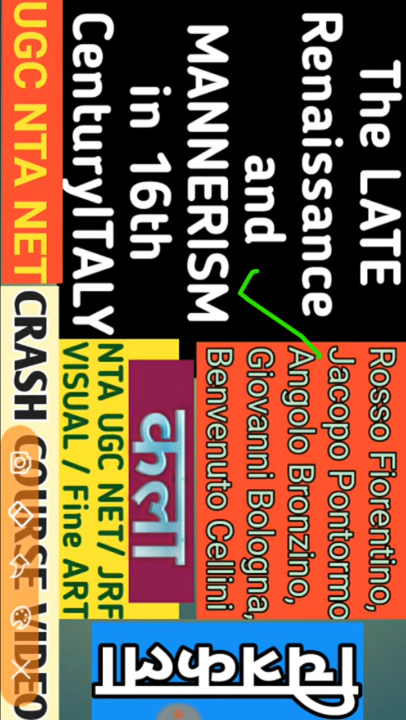 The LATE
Renaissance
and
MANNERISM
in 16th
CenturyITALY
Rosso Fiorentino,
Jacopo Pontormo
Angolo Bronzino,
Giovanni Bologna,
Benvenuto Cellini
कला
NTA UGC NET/ JRF
VISUAL / Fine ART
चित्रकला
UGC NTA NET
CRASH COURSE VIDEO